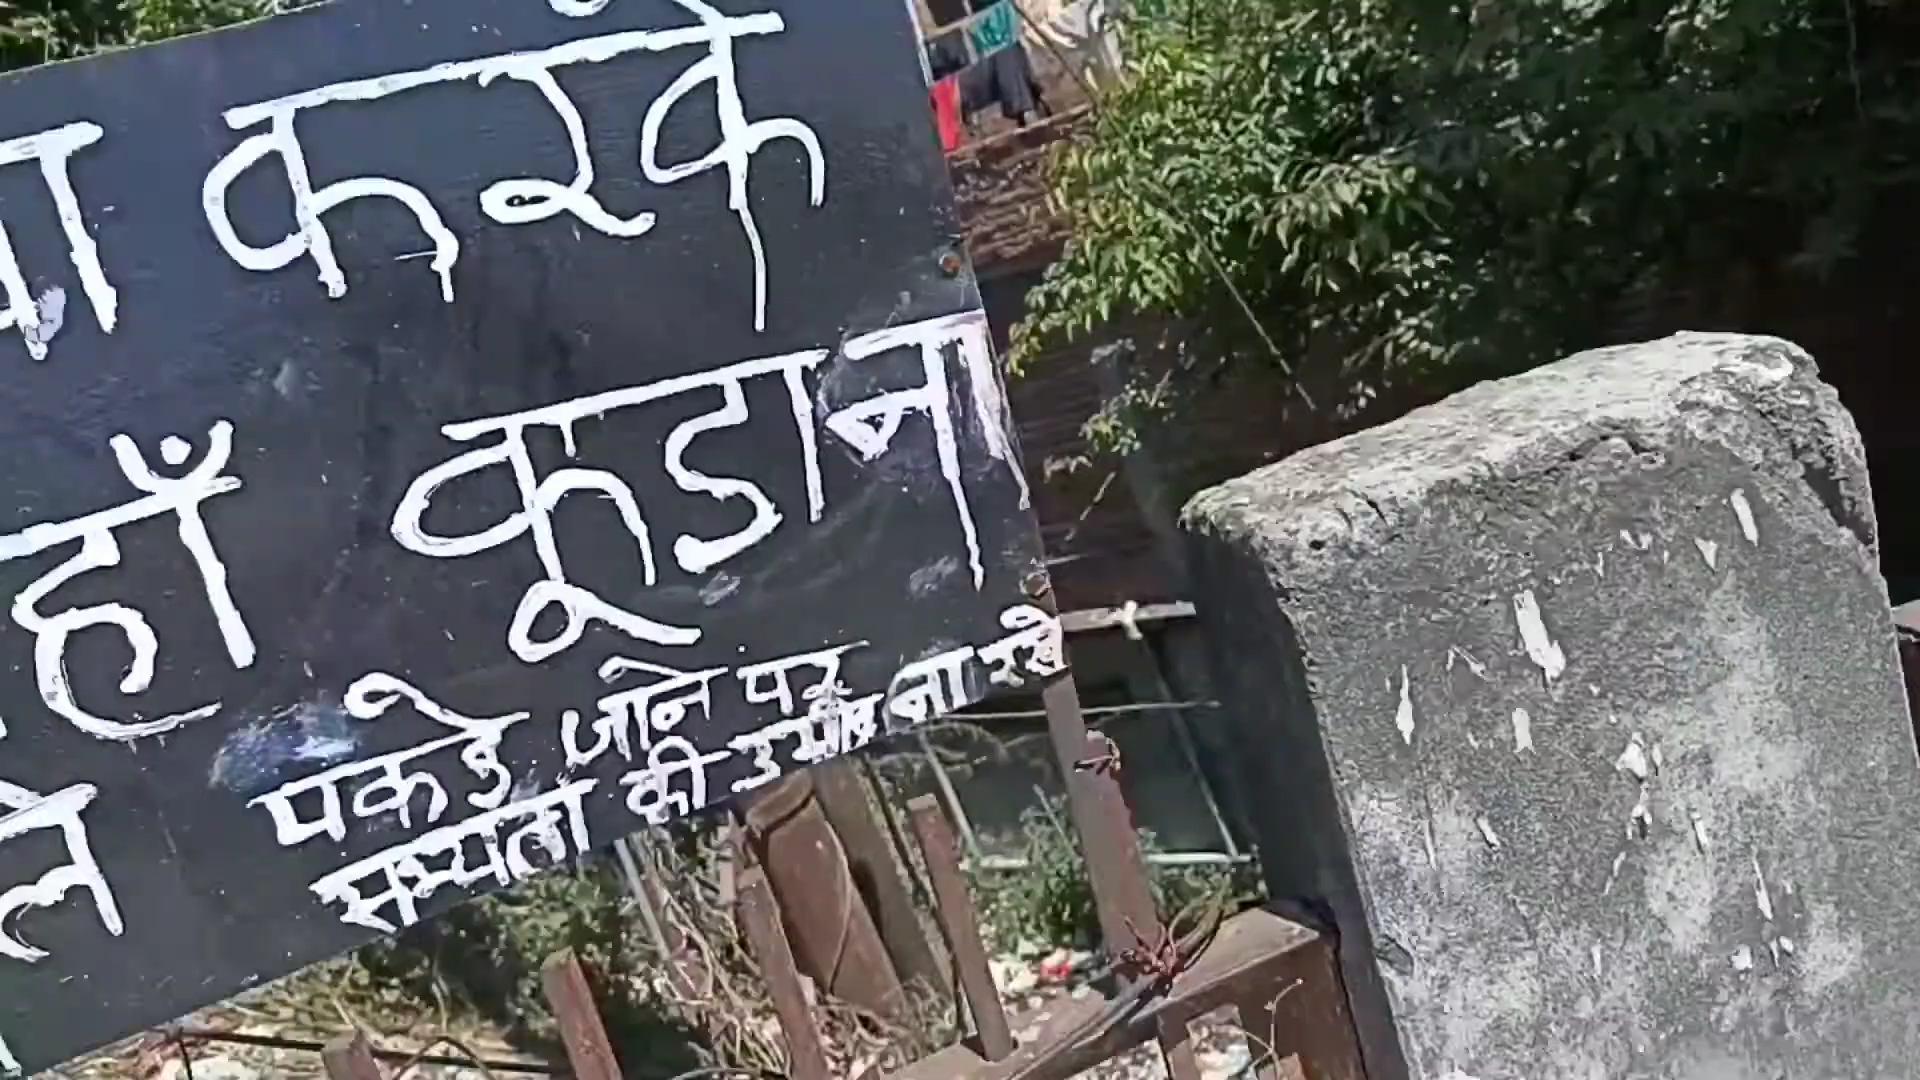 करके
हाँ कूडा न
पकडे जाने पर
सभ्यता की उम्मीद ना रखे